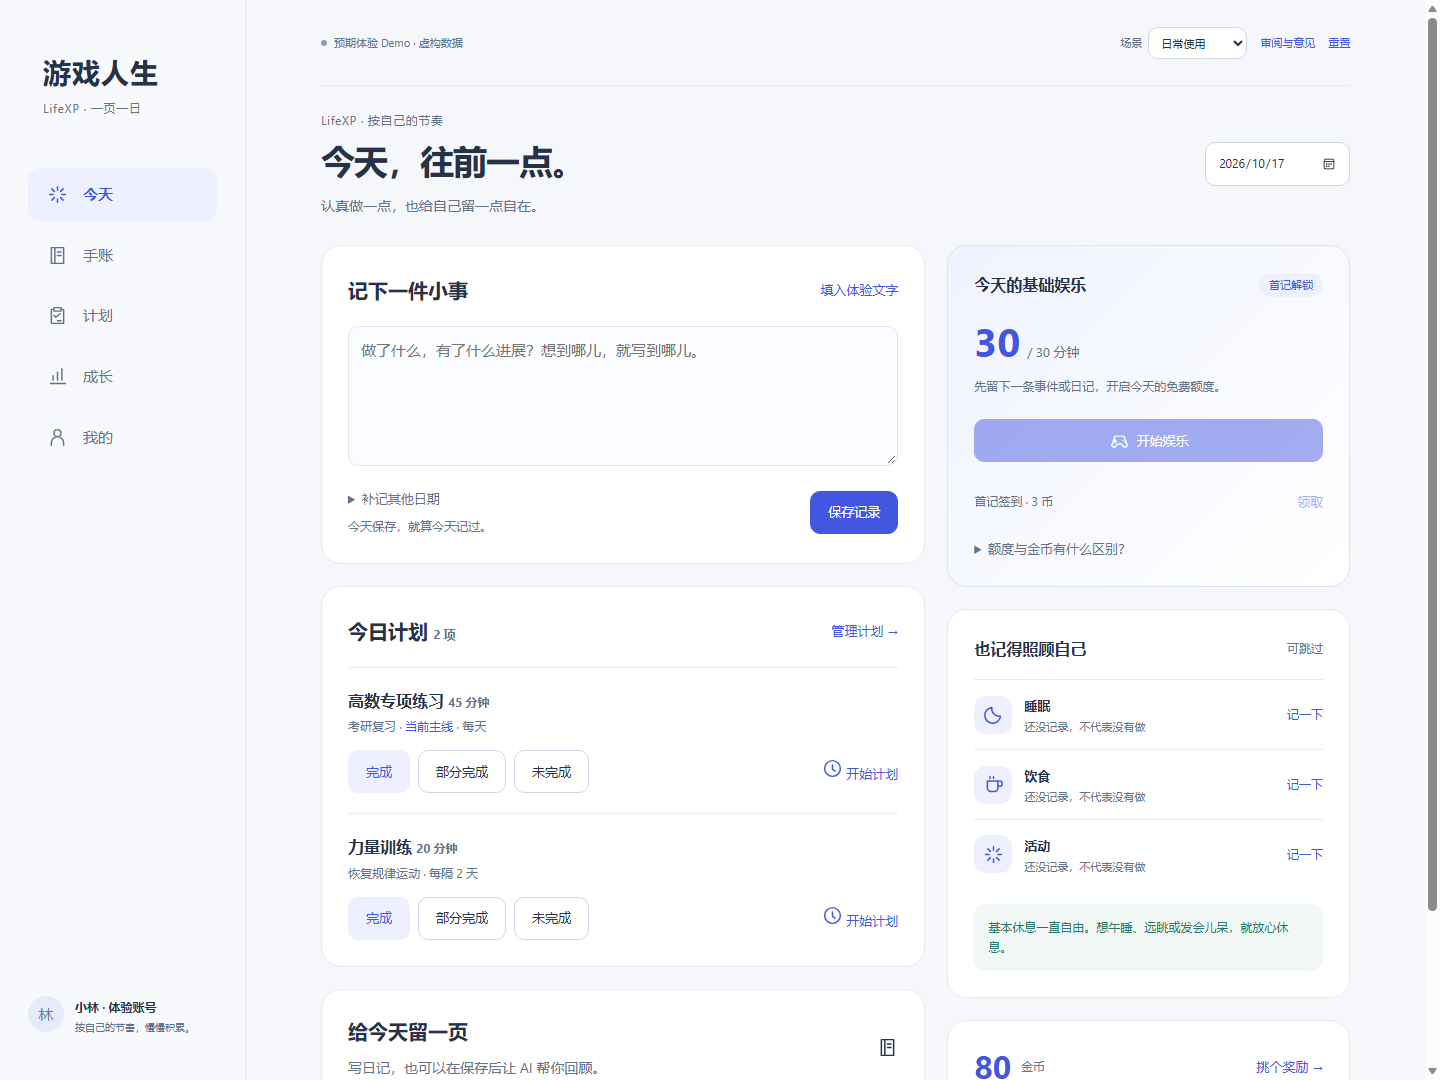 游戏人生
LifeXP · 一页一日
今天
手账
计划
成长
我的
林
小林 · 体验账号
按自己的节奏，慢慢积累。
预期体验 Demo · 虚构数据
场景
日常使用
审阅与意见
重置
LifeXP · 按自己的节奏
今天，往前一点。
认真做一点，也给自己留一点自在。
2026/10/17
记下一件小事
填入体验文字
做了什么，有了什么进展？想到哪儿，就写到哪儿。
补记其他日期
今天保存，就算今天记过。
保存记录
今日计划 2 项
管理计划 →
高数专项练习 45 分钟
考研复习 · 当前主线 · 每天
完成
部分完成
未完成
开始计划
力量训练 20 分钟
恢复规律运动 · 每隔 2 天
完成
部分完成
未完成
开始计划
给今天留一页
写日记，也可以在保存后让 AI 帮你回顾。
今天的基础娱乐
首记解锁
30 / 30 分钟
先留下一条事件或日记，开启今天的免费额度。
开始娱乐
首记签到 · 3 币
领取
额度与金币有什么区别？
也记得照顾自己
可跳过
睡眠
还没记录，不代表没有做
记一下
饮食
还没记录，不代表没有做
记一下
活动
还没记录，不代表没有做
记一下
基本休息一直自由。想午睡、远眺或发会儿呆，就放心休
息。
80 金币
挑个奖励 →